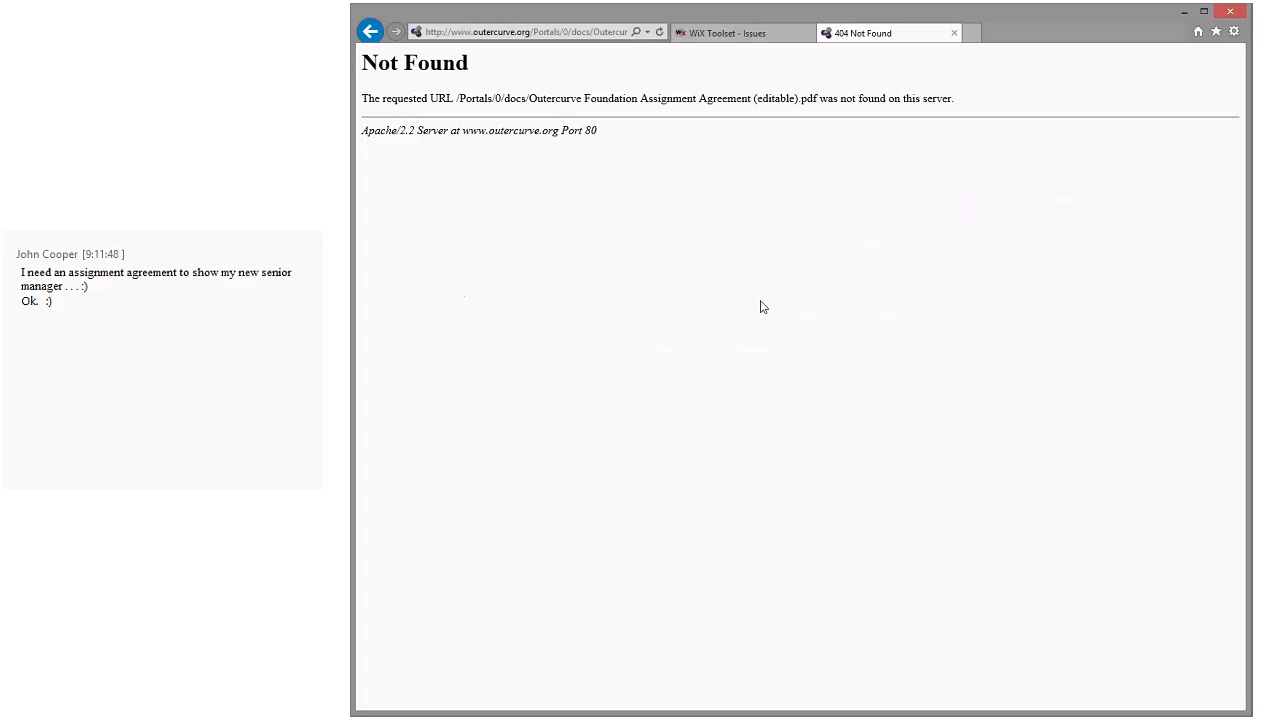 John Cooper [9:11:48 ]
I need an assignment agreement to show my new senior
manager . . . :)
Ok.  :)
http://www.outercurve.org/Portals/0/docs/Outercur
WiX Toolset - Issues
404 Not Found
Not Found
The requested URL /Portals/0/docs/Outercurve Foundation Assignment Agreement (editable).pdf was not found on this server.
Apache/2.2 Server at www.outercurve.org Port 80